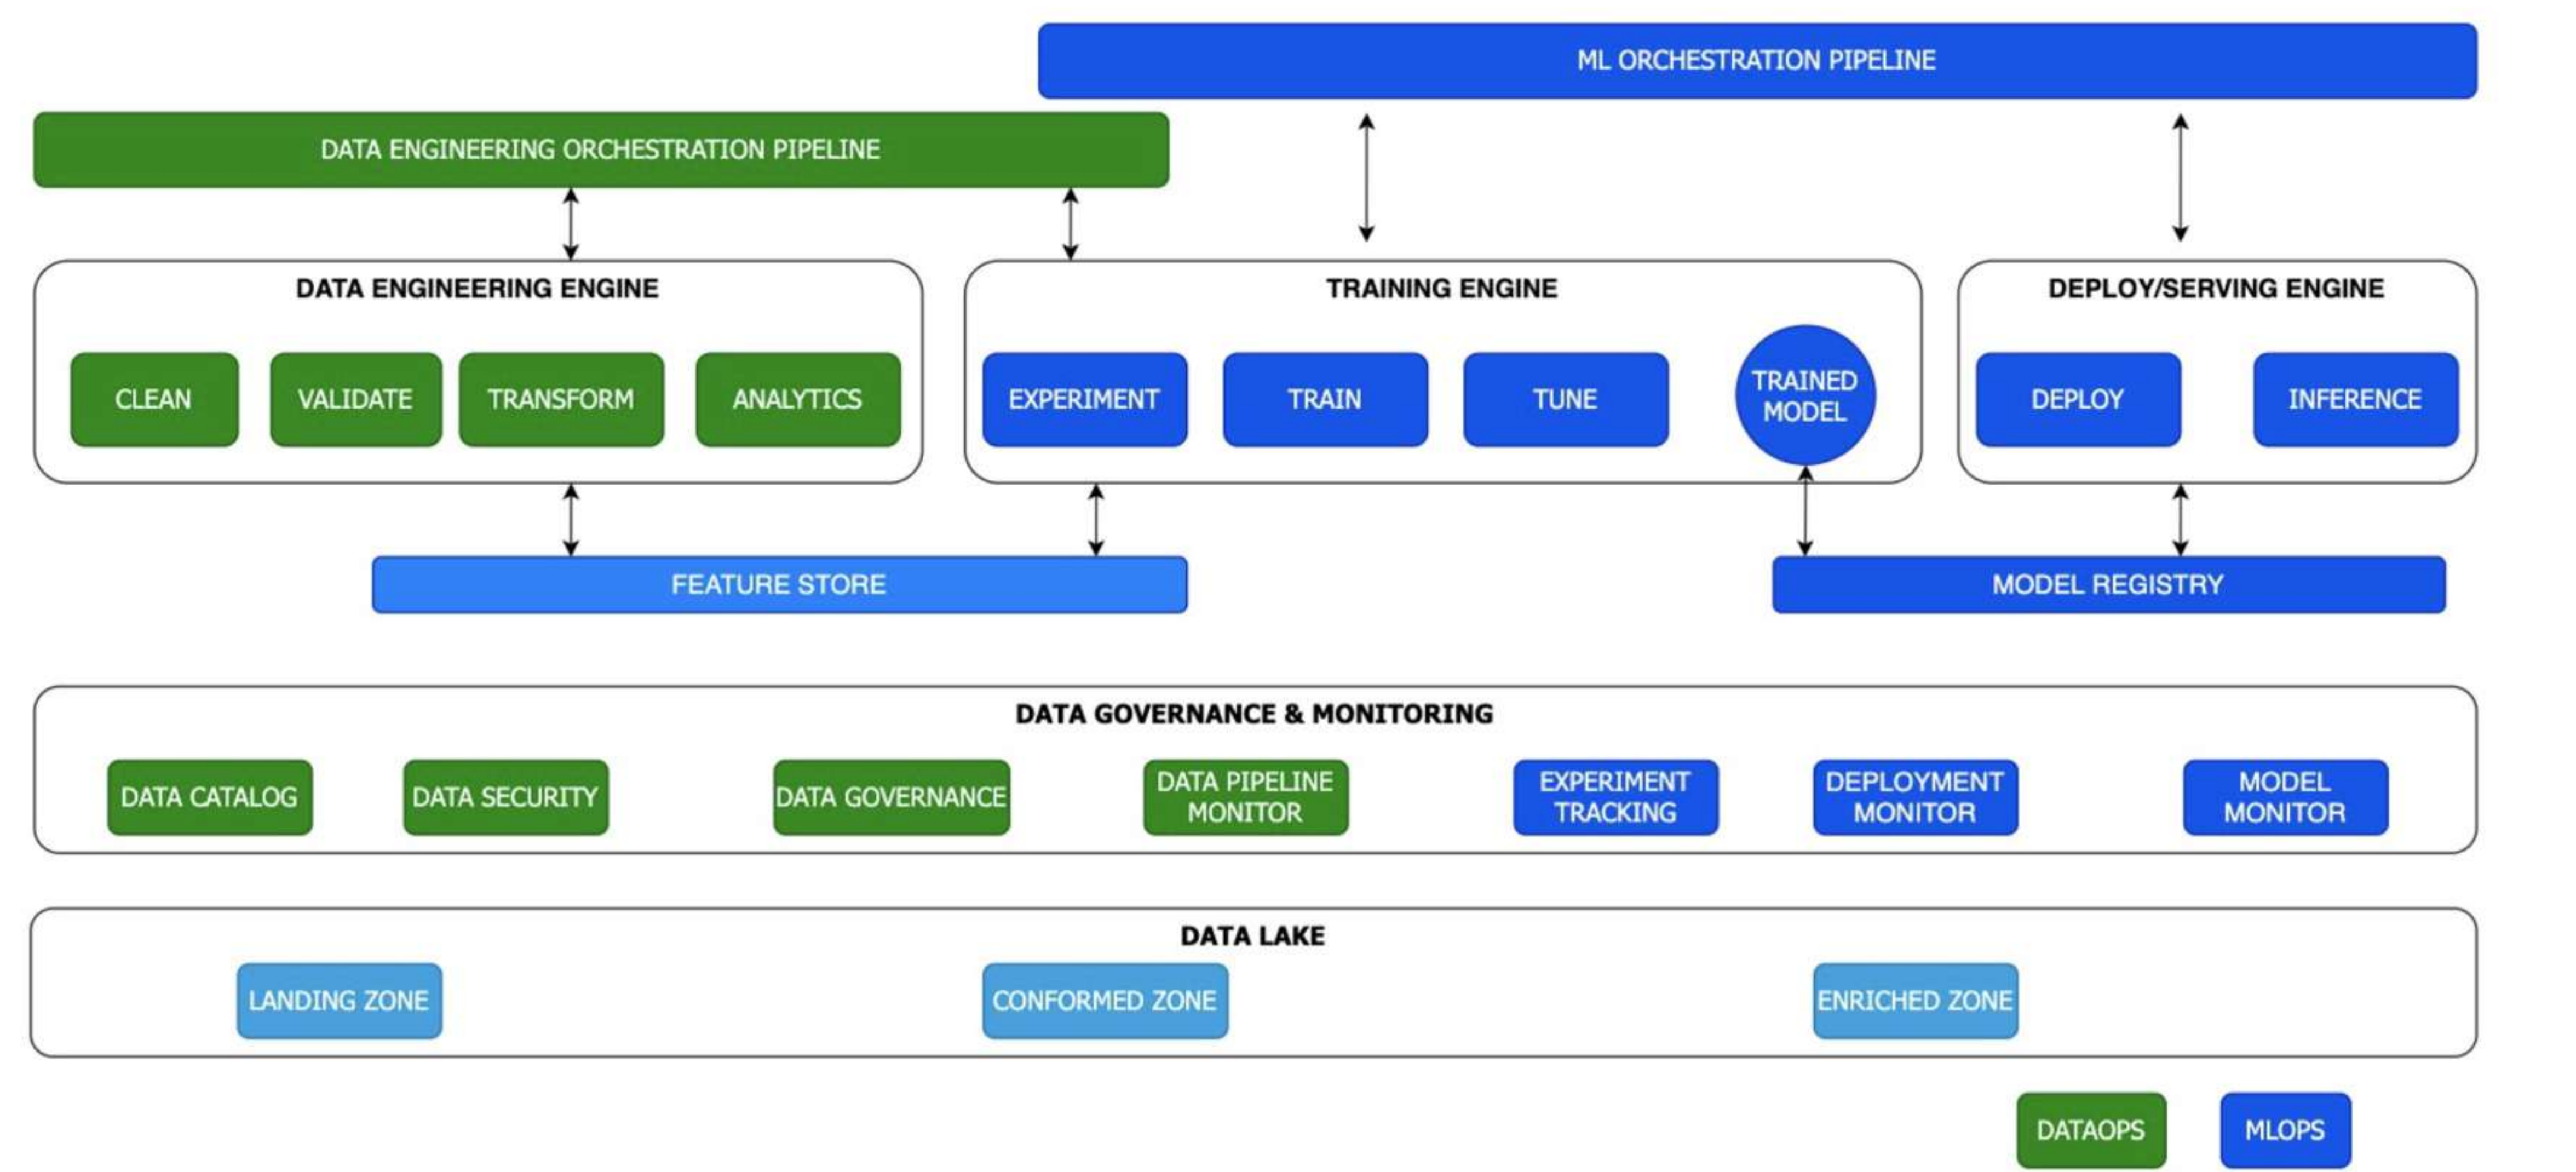 ML ORCHESTRATION PIPELINE
DATA ENGINEERING ORCHESTRATION PIPELINE
DATA ENGINEERING ENGINE
CLEAN
VALIDATE
TRANSFORM
ANALYTICS
TRAINING ENGINE
EXPERIMENT
TRAIN
TUNE
TRAINED
MODEL
DEPLOY/SERVING ENGINE
DEPLOY
INFERENCE
FEATURE STORE
MODEL REGISTRY
DATA GOVERNANCE & MONITORING
DATA CATALOG
DATA SECURITY
DATA GOVERNANCE
DATA PIPELINE
MONITOR
EXPERIMENT
TRACKING
DEPLOYMENT
MONITOR
MODEL
MONITOR
DATA LAKE
LANDING ZONE
CONFORMED ZONE
ENRICHED ZONE
DATAOPS
MLOPS